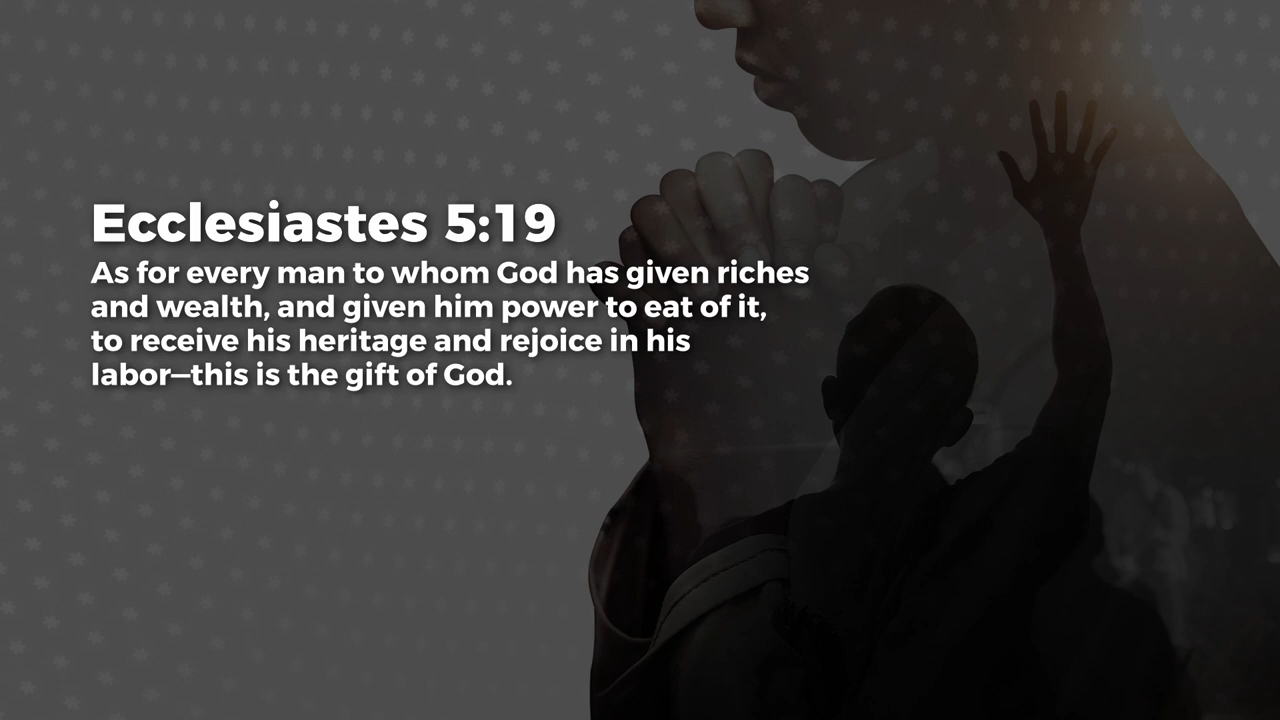 Ecclesiastes 5:19
As for every man to whom God has given riches
and wealth, and given him power to eat of it,
to receive his heritage and rejoice in his
labor—this is the gift of God.